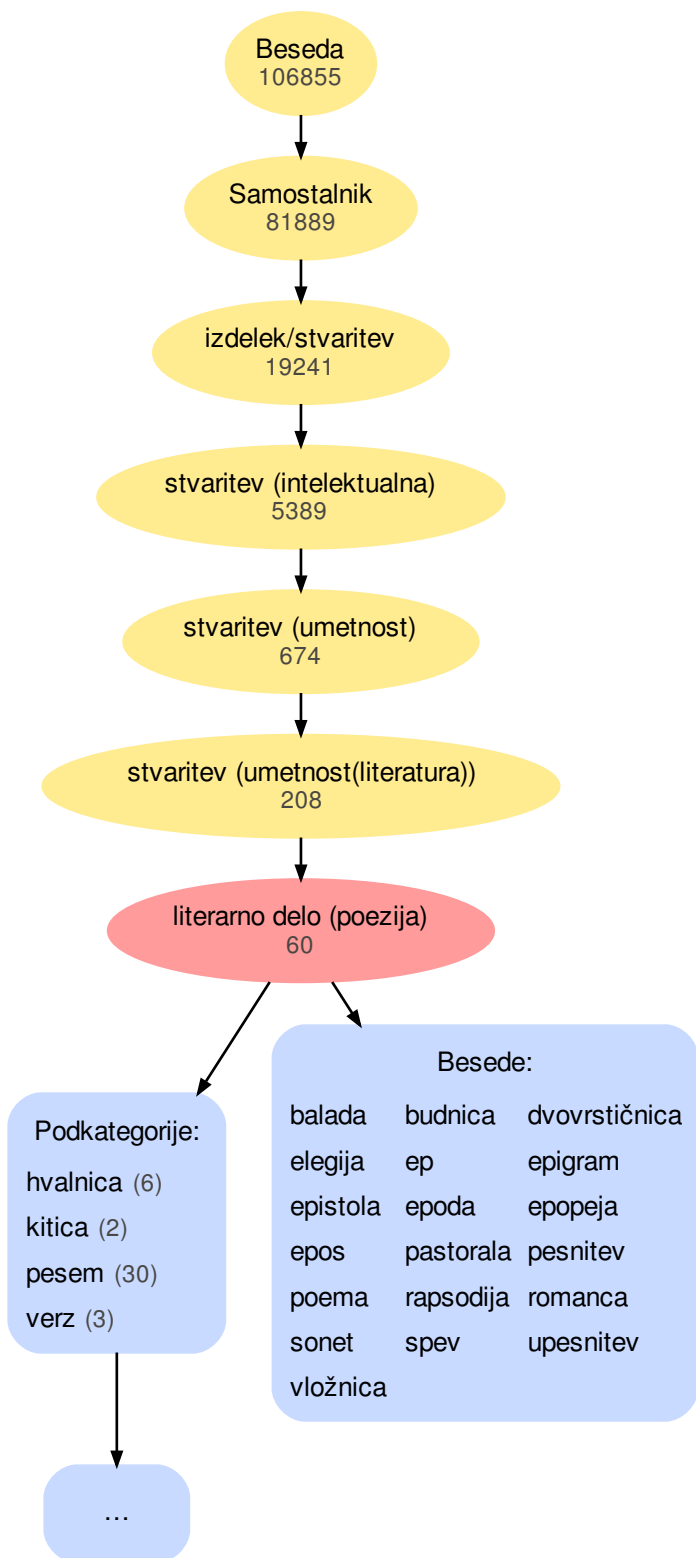 Beseda
106855
Samostalnik
81889
izdelek/stvaritev
19241
stvaritev (intelektualna)
5389
stvaritev (umetnost)
674
stvaritev (umetnost(literatura))
208
literarno delo (poezija)
60
Podkategorije:
hvalnica (6)
kitica (2)
pesem (30)
verz (3)
...
Besede:
balada budnica dvovrstičnica
elegija ep epigram
epistola epoda epopeja
epos pastorala pesnitev
poema rapsodija romanca
sonet spev upesnitev
vložnica